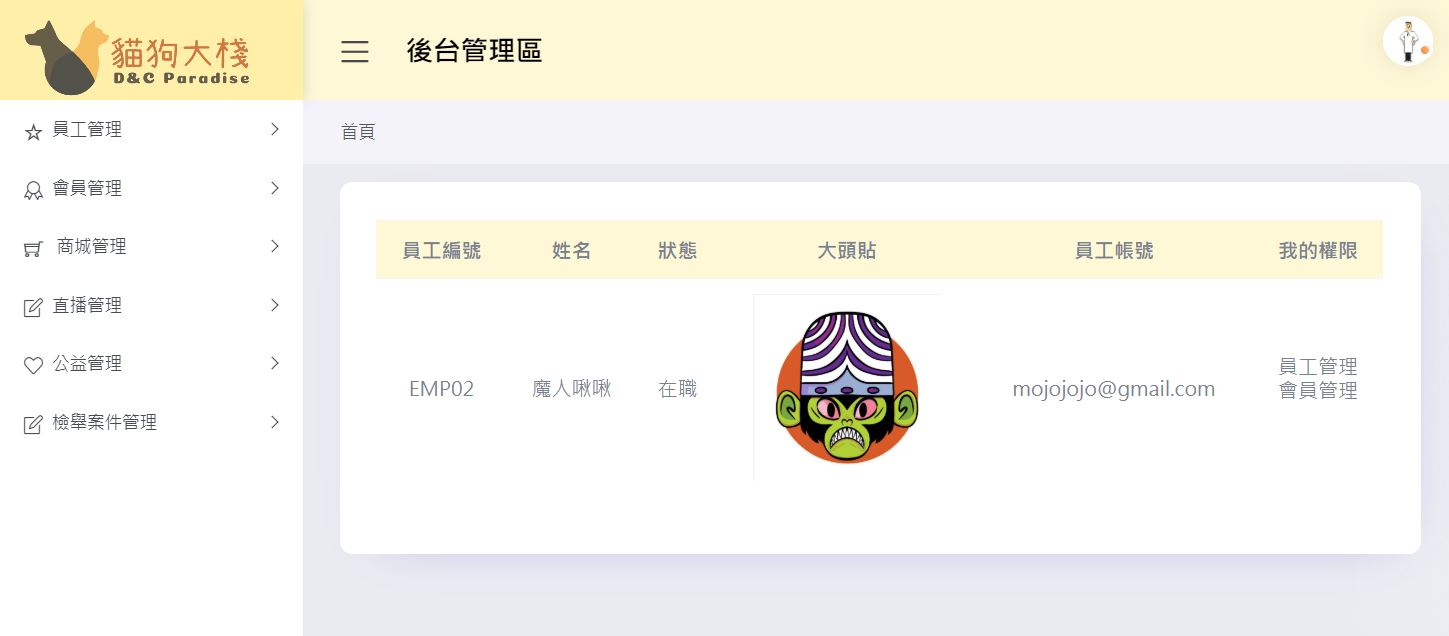 貓狗大棧
D&C Paradise
後台管理區
員工管理
會員管理
商城管理
直播管理
公益管理
檢舉案件管理
首頁
員工編號 姓名 狀態 大頭貼 員工帳號 我的權限
EMP02 魔人啾啾 在職 mojojojo@gmail.com 員工管理
會員管理